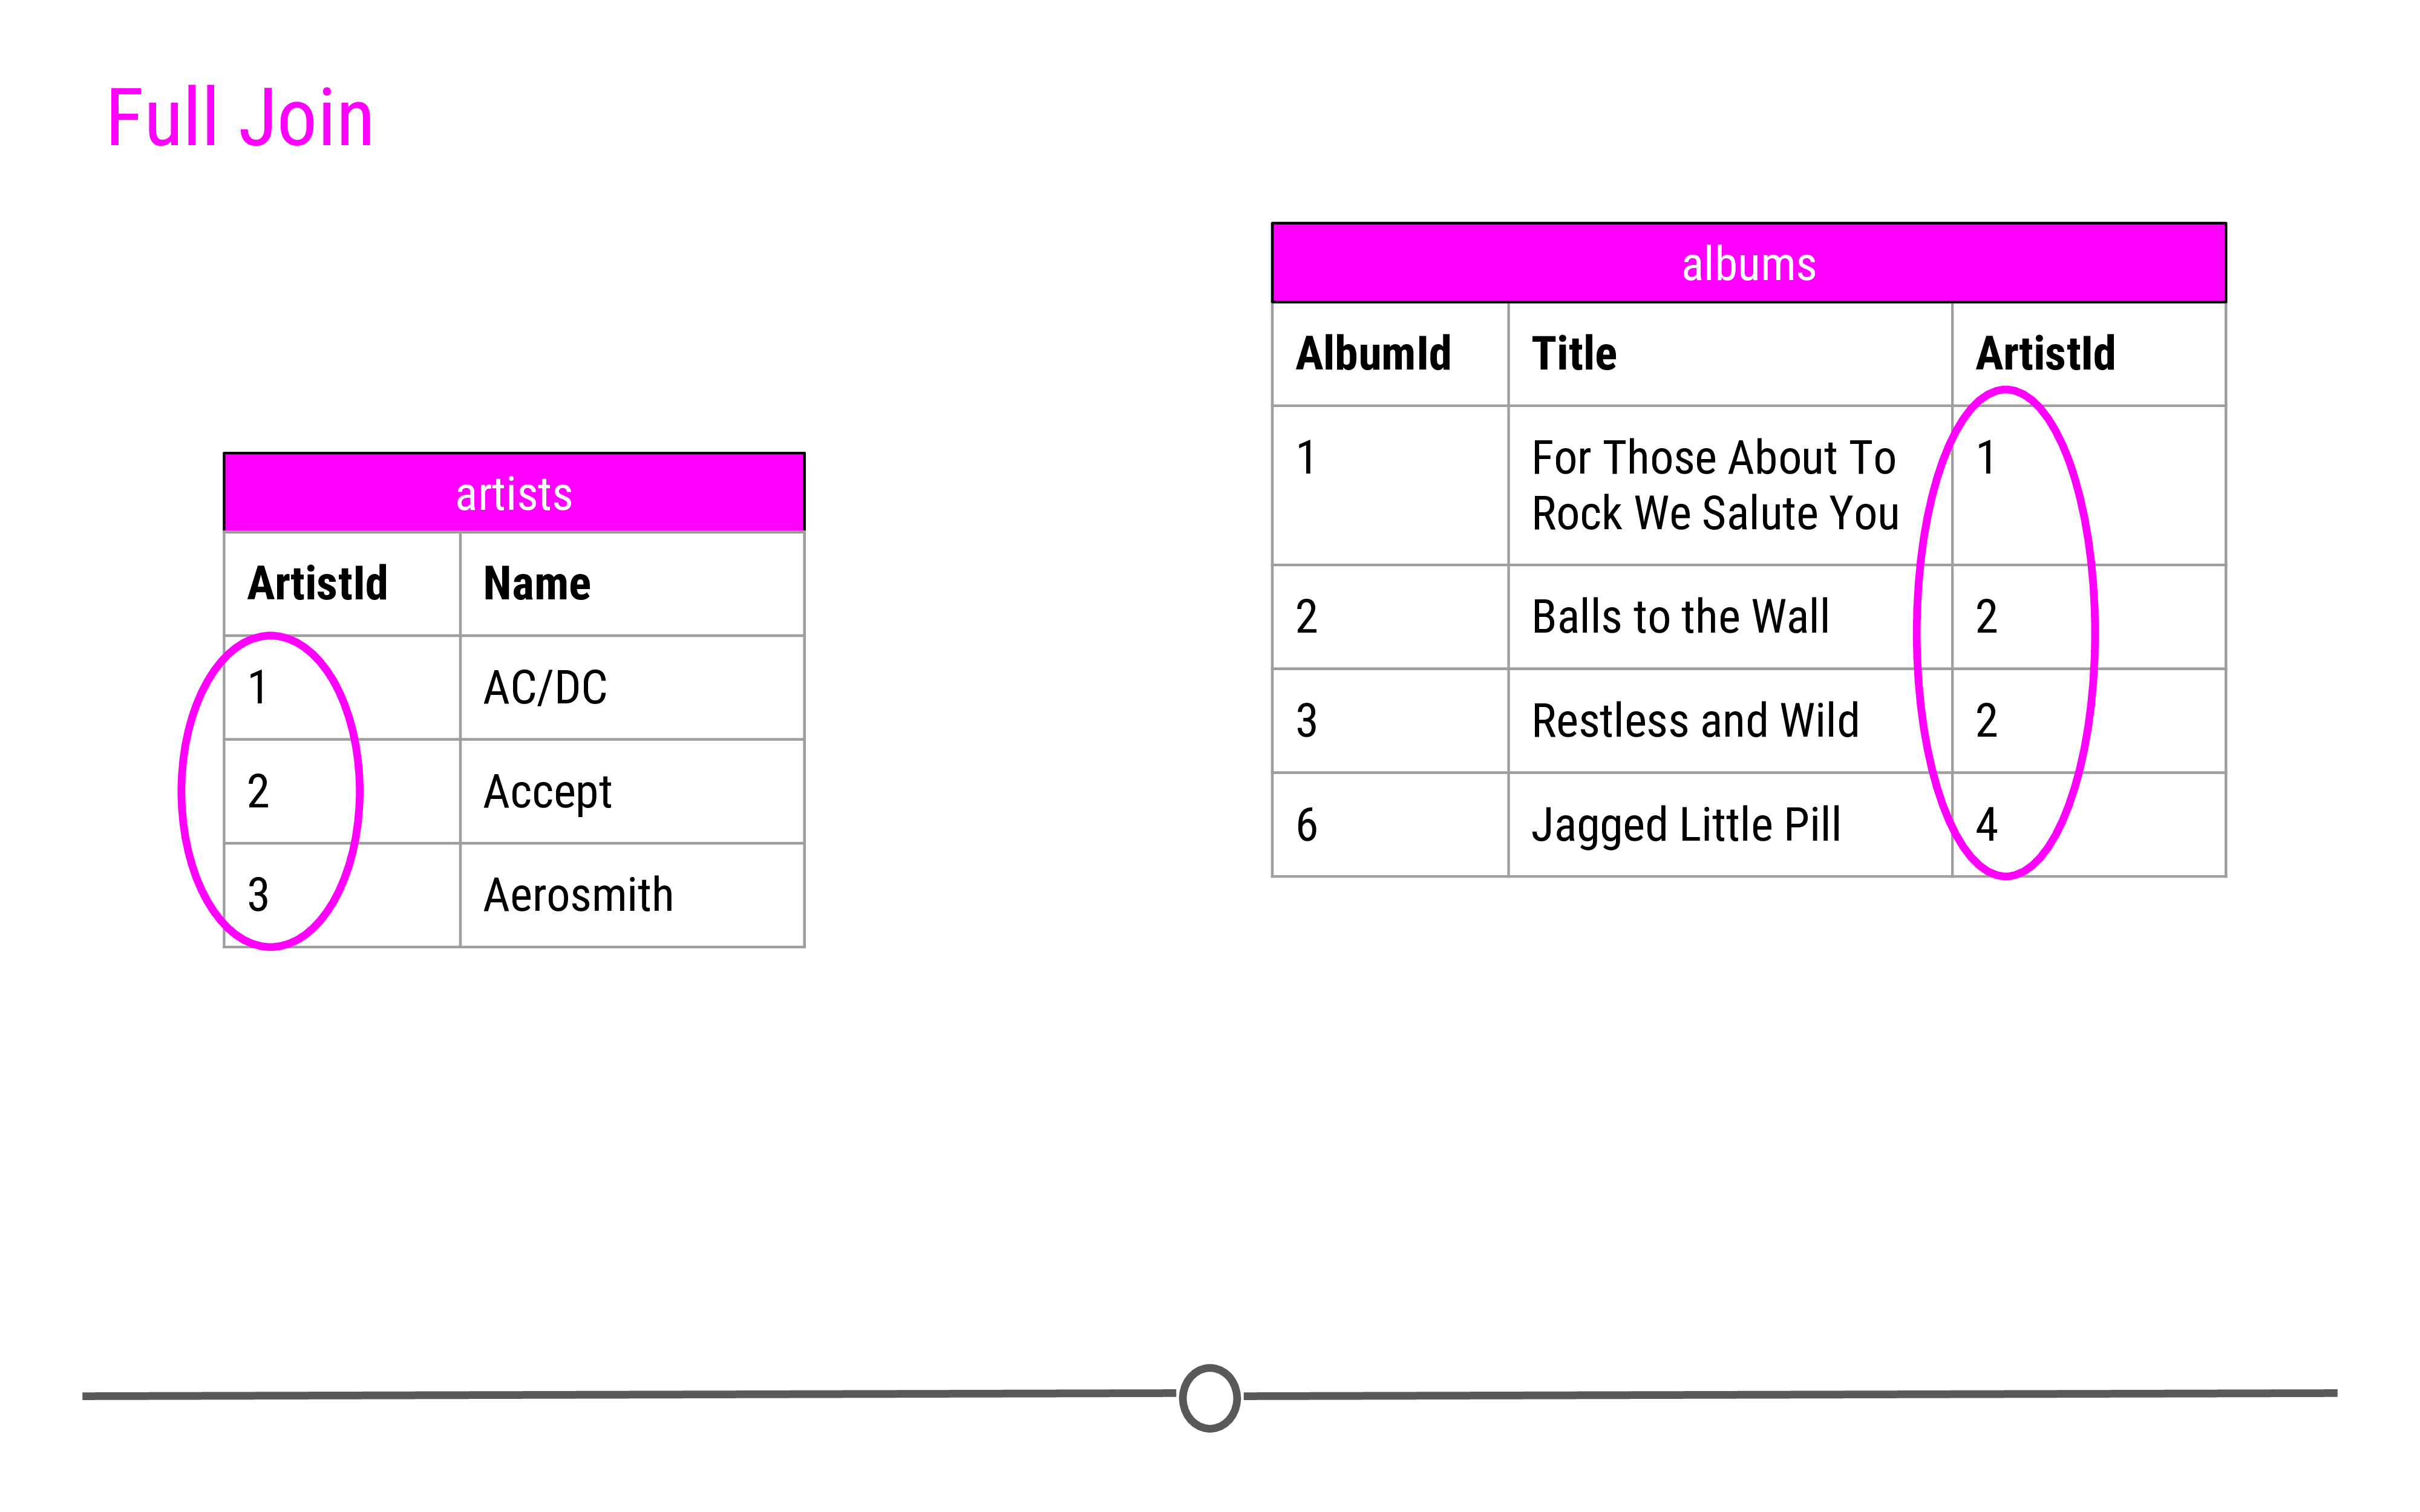 Full Join
artists
ArtistId Name
1 AC/DC
2 Accept
3 Aerosmith
albums
AlbumId Title ArtistId
1 For Those About To 1
Rock We Salute You
2 Balls to the Wall 2
3 Restless and Wild 2
6 Jagged Little Pill 4